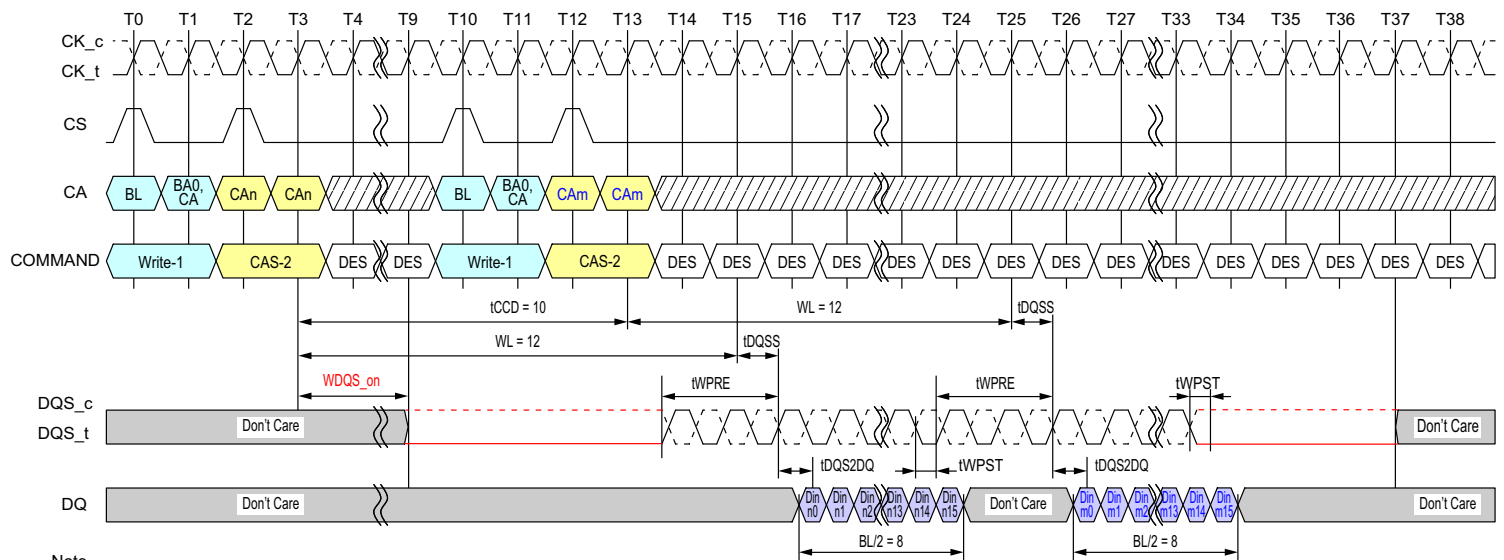 T0 T1 T2 T3 T4 T9 T10 T11 T12 T13 T14 T15 T16 T17 T23 T24 T25 T26 T27 T33 T34 T35 T36 T37 T38
CK_c
CK_t
CS
CA BL BA0, CA CAn CAn BL BA0, CA CAm CAm
COMMAND Write-1 CAS-2 DES DES Write-1 CAS-2 DES DES DES DES DES DES DES DES DES DES DES DES DES DES DES
tCCD = 10 WL = 12 tDQSS
WL = 12 tDQSS
WDQS_on tWPRE tWPRE tWPST
DQS_c
DQS_t Don't Care Don't Care
tDQS2DQ tWPST tDQS2DQ
DQ Don't Care Din n0 Din n1 Din n2 Din n13 Din n14 Din n15 Don't Care Din m0 Din m1 Din m2 Din m13 Din m14 Din m15 Don't Care
BL/2 = 8 BL/2 = 8